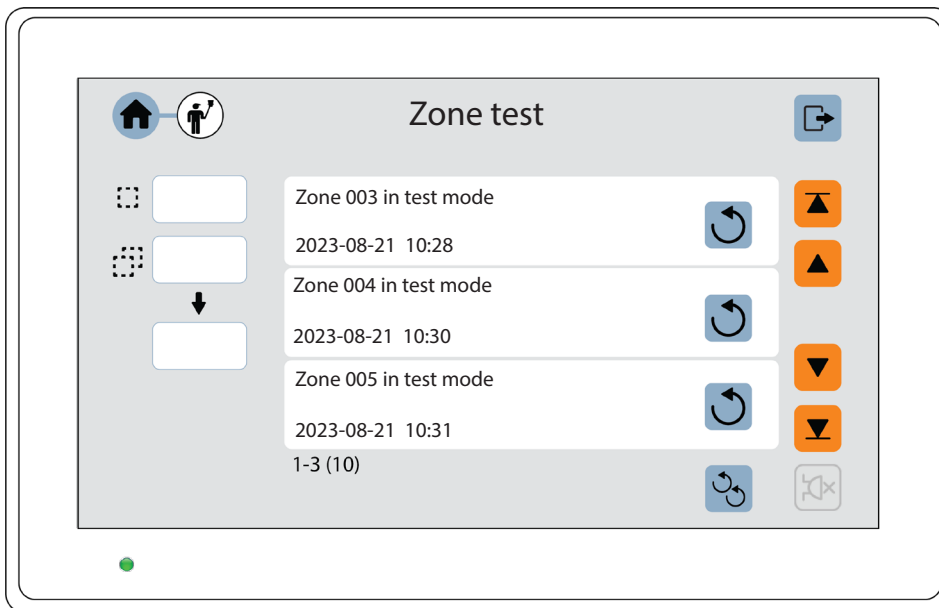 Zone test
Zone 003 in test mode
2023-08-21 10:28
Zone 004 in test mode
2023-08-21 10:30
Zone 005 in test mode
2023-08-21 10:31
1-3 (10)